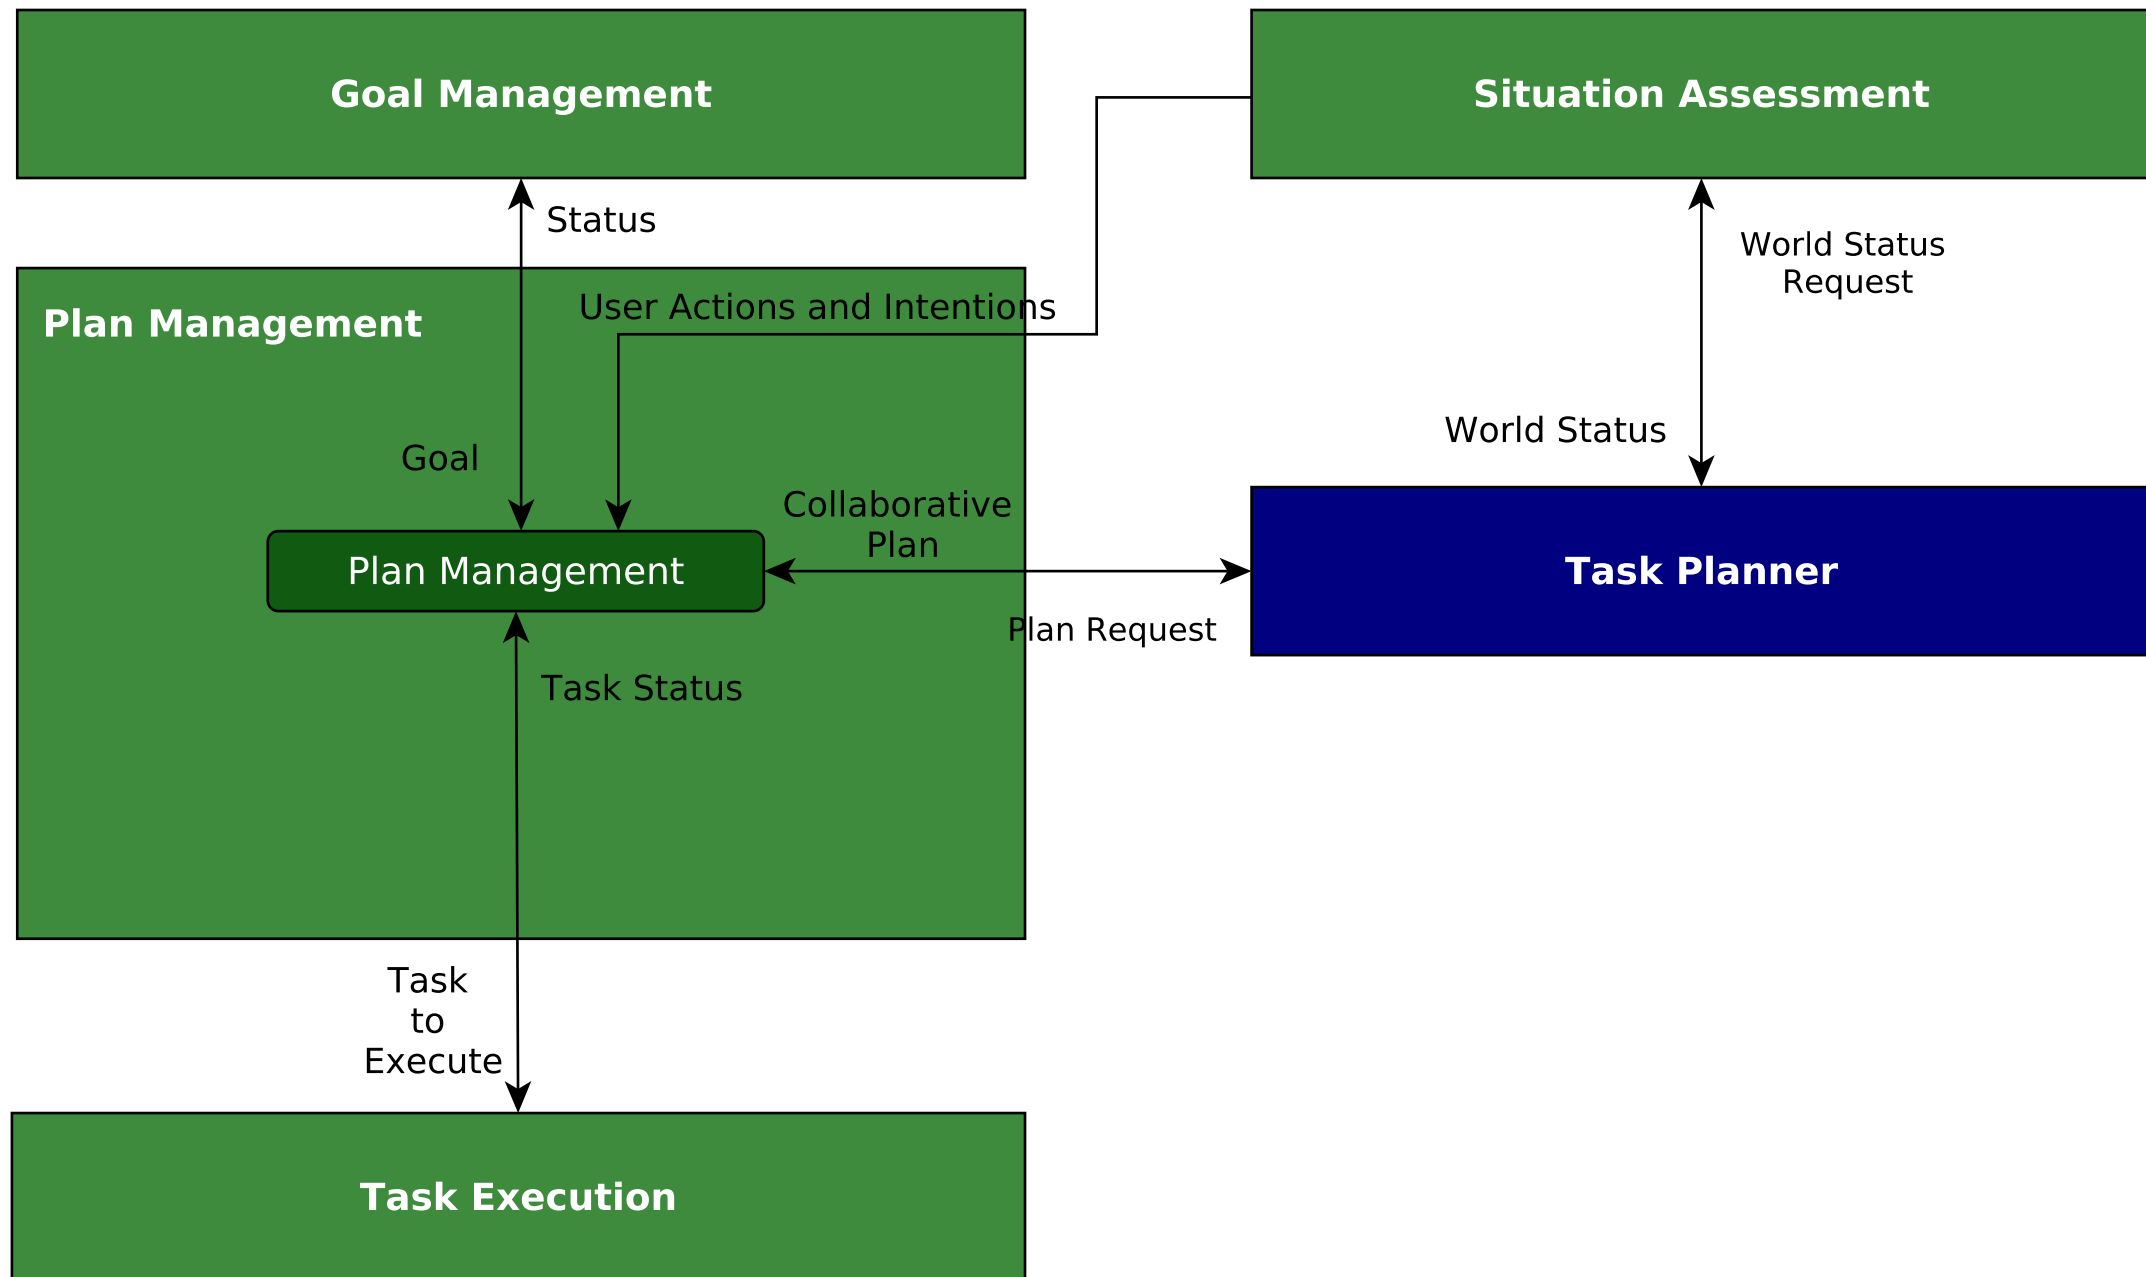 Goal Management
Situation Assessment
Status
World Status
Request
User Actions and Intentions
Plan Management
World Status
Goal
Collaborative
Plan
Plan Management
Task Planner
Plan Request
Task Status
Task
to
Execute
Task Execution